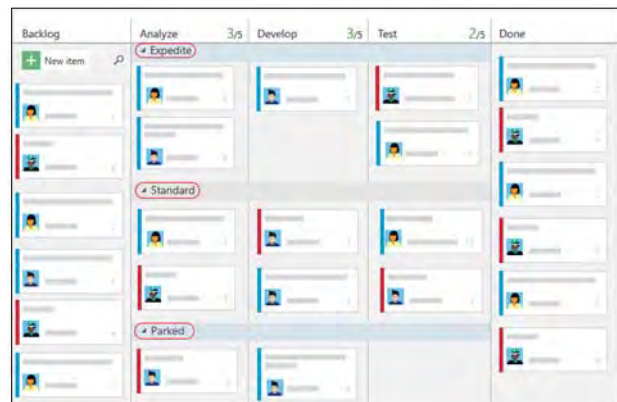 Backlog
Analyze 3/5
Develop 3/5
Test 2/5
Done
New item
Expedite
Standard
Parked